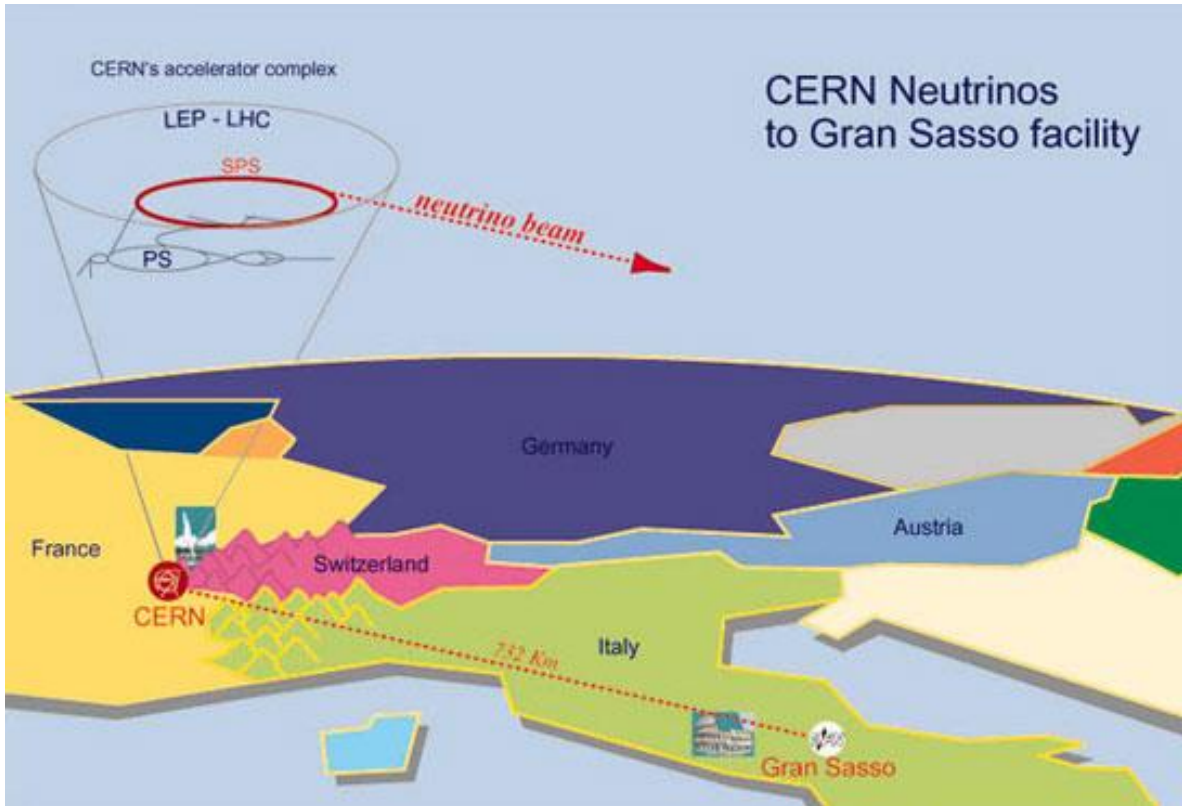 CERN's accelerator complex
CERN Neutrinos
to Gran Sasso facility
LEP - LHC
SPS
neutrino beam
PS
Germany
France
Austria
Switzerland
CERN
Italy
732 Km
Gran Sasso